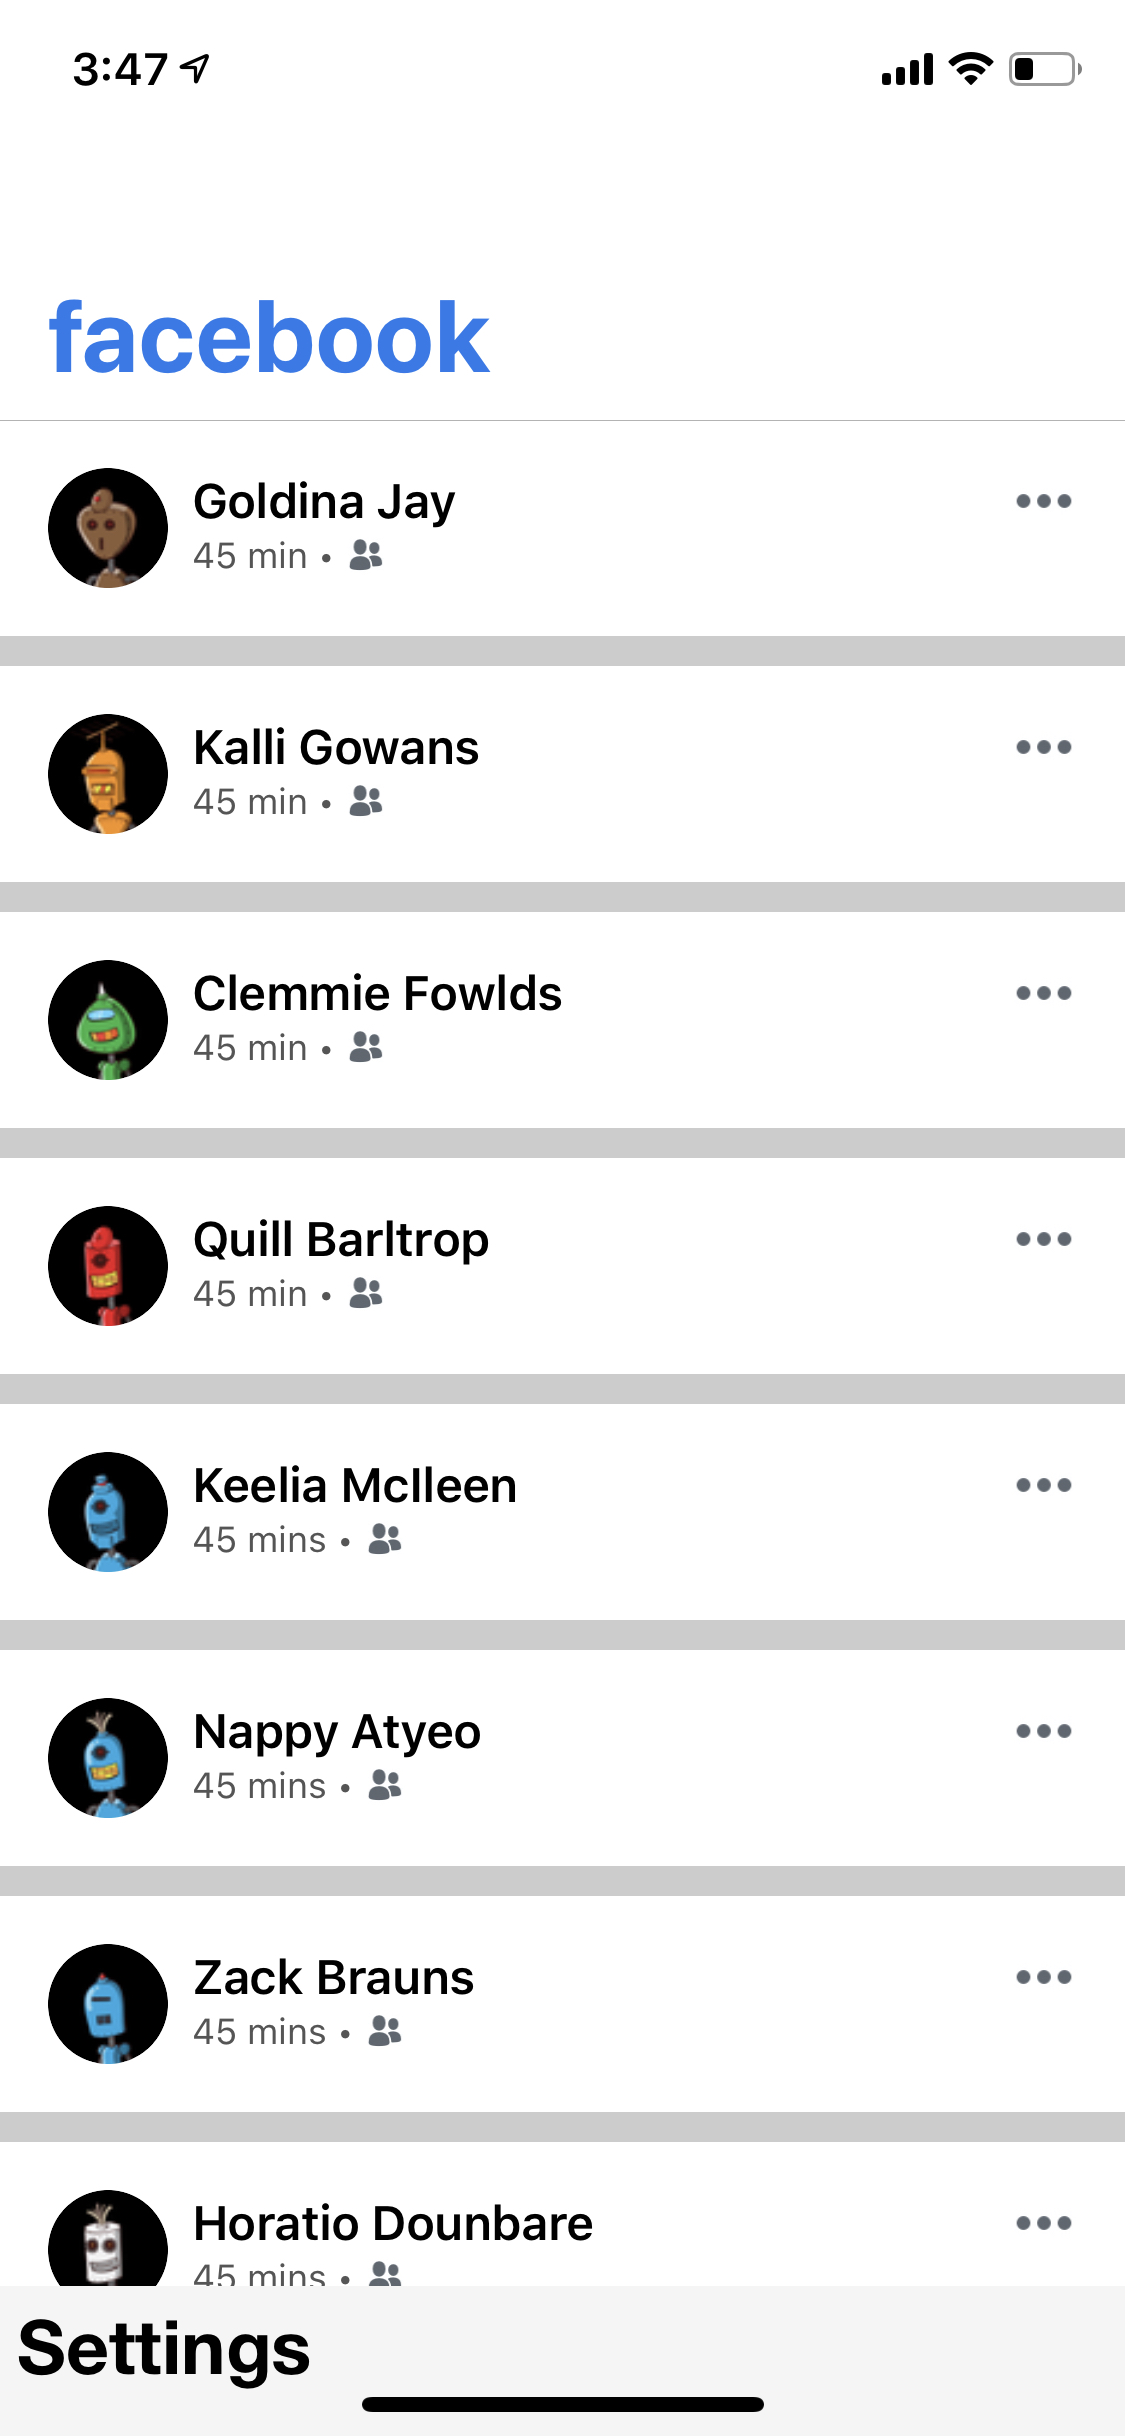 3:47
facebook
Goldina Jay
45 min •
Kalli Gowans
45 min •
Clemmie Fowlds
45 min •
Quill Barltrop
45 min •
Keelia McIleen
45 mins •
Nappy Atyeo
45 mins •
Zack Brauns
45 mins •
Horatio Dounbare
45 mins •
Settings